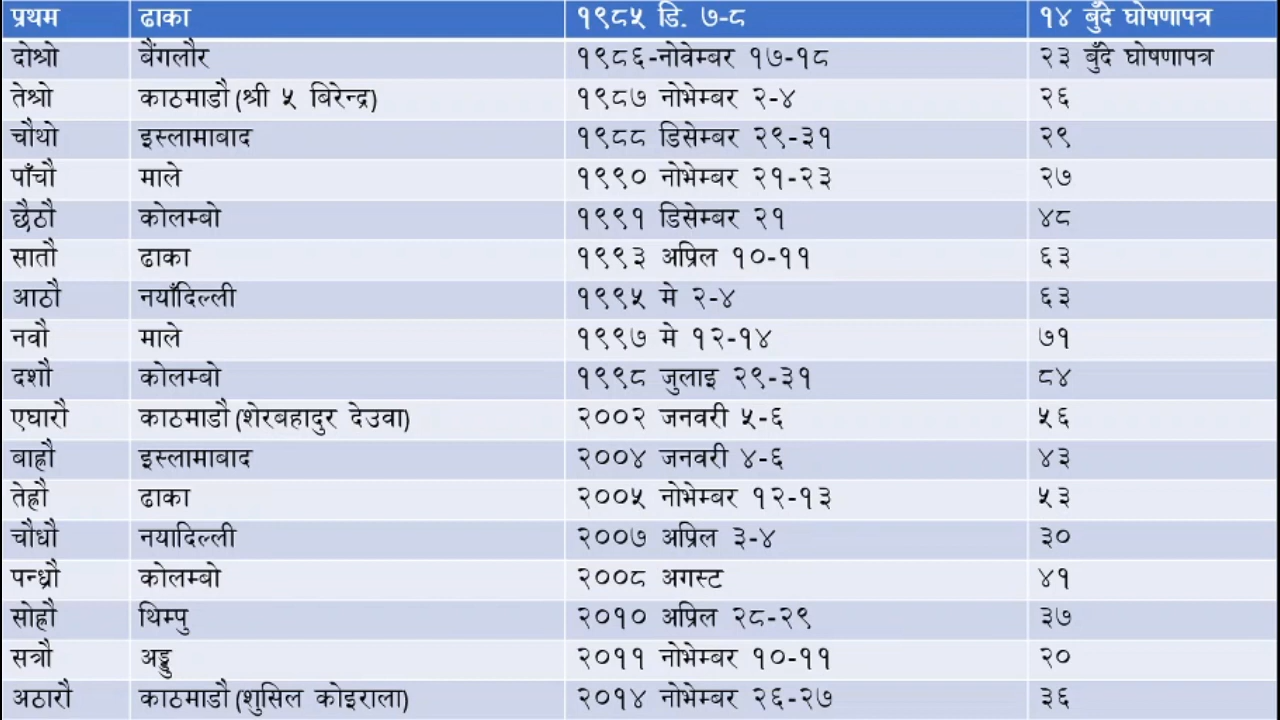 प्रथम ढाका १९८५ डि. ७-८ १४ बुँदे घोषणापत्र
दोश्रो बैंगलौर १९८६-नोवेम्बर १७-१८ २३ बुँदे घोषणापत्र
तेश्रो काठमाडौ (श्री ५ बिरेन्द्र) १९८७ नोभेम्बर २-४ २६
चौथो इस्लामाबाद १९८८ डिसेम्बर २९-३१ २९
पाँचौ माले १९९० नोभेम्बर २१-२३ २७
छैठौ कोलम्बो १९९१ डिसेम्बर २१ ४८
सातौ ढाका १९९३ अप्रिल १०-११ ६३
आठौ नयाँदिल्ली १९९५ मे २-४ ६३
नवौ माले १९९७ मे १२-१४ ७१
दशौ कोलम्बो १९९८ जुलाइ २९-३१ ८४
एघारौ काठमाडौ (शेरबहादुर देउवा) २००२ जनवरी ५-६ ५६
बाह्रौ इस्लामाबाद २००४ जनवरी ४-६ ४३
तेह्रौ ढाका २००५ नोभेम्बर १२-१३ ५३
चौधौ नयादिल्ली २००७ अप्रिल ३-४ ३०
पन्ध्रौ कोलम्बो २००८ अगस्ट ४१
सोह्रौ थिम्पु २०१० अप्रिल २८-२९ ३७
सत्रौ अड्डु २०११ नोभेम्बर १०-११ २०
अठारौ काठमाडौ (शुसिल कोइराला) २०१४ नोभेम्बर २६-२७ ३६